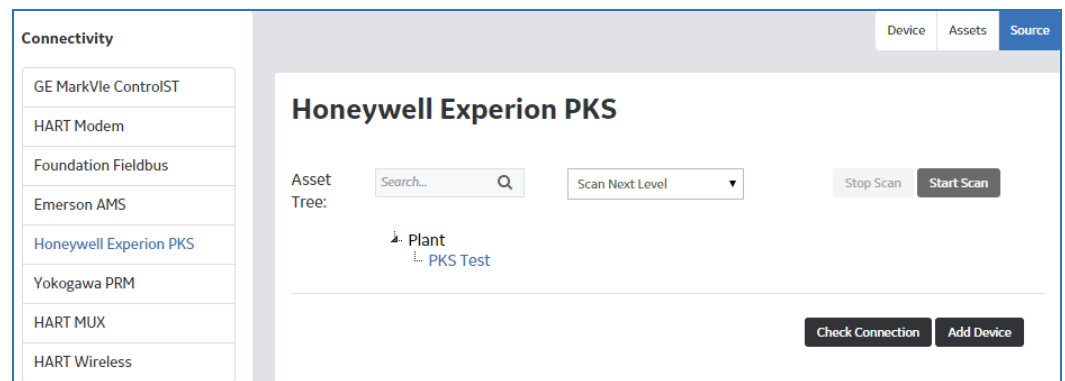 Connectivity
GE MarkVIe ControlST
HART Modem
Foundation Fieldbus
Emerson AMS
Honeywell Experion PKS
Yokogawa PRM
HART MUX
HART Wireless
Device Assets Source
Honeywell Experion PKS
Asset
Tree:
Search...
Scan Next Level
Stop Scan Start Scan
Plant
PKS Test
Check Connection Add Device